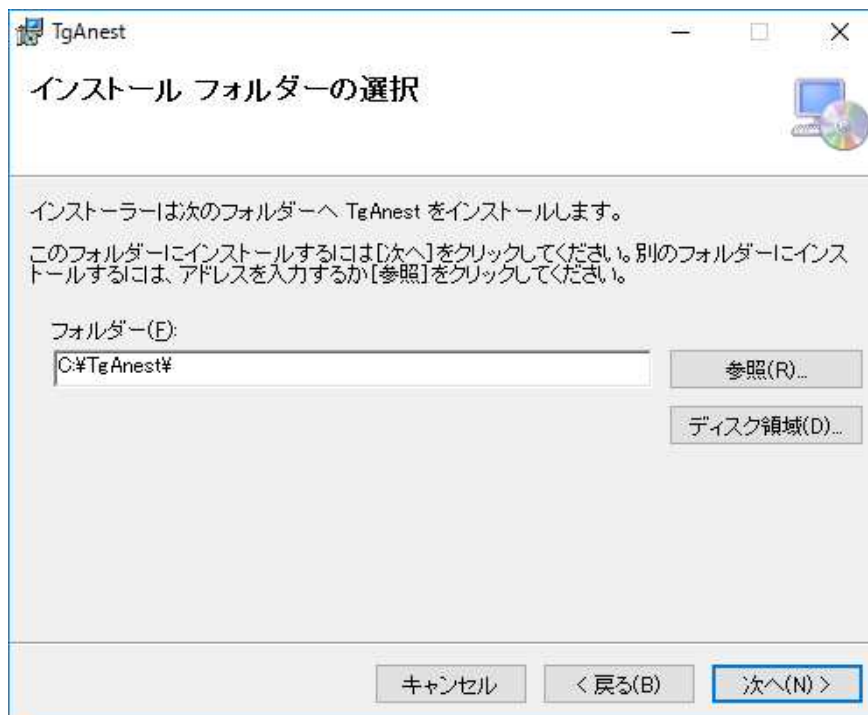 TgAnest
インストール フォルダーの選択
インストーラーは次のフォルダーへ TgAnest をインストールします。
このフォルダーにインストールするには[次へ]をクリックしてください。別のフォルダーにインス
トールするには、アドレスを入力するか[参照]をクリックしてください。
フォルダー(F):
C:¥TgAnest¥
参照(R)...
ディスク領域(D)...
キャンセル
< 戻る(B)
次へ(N) >